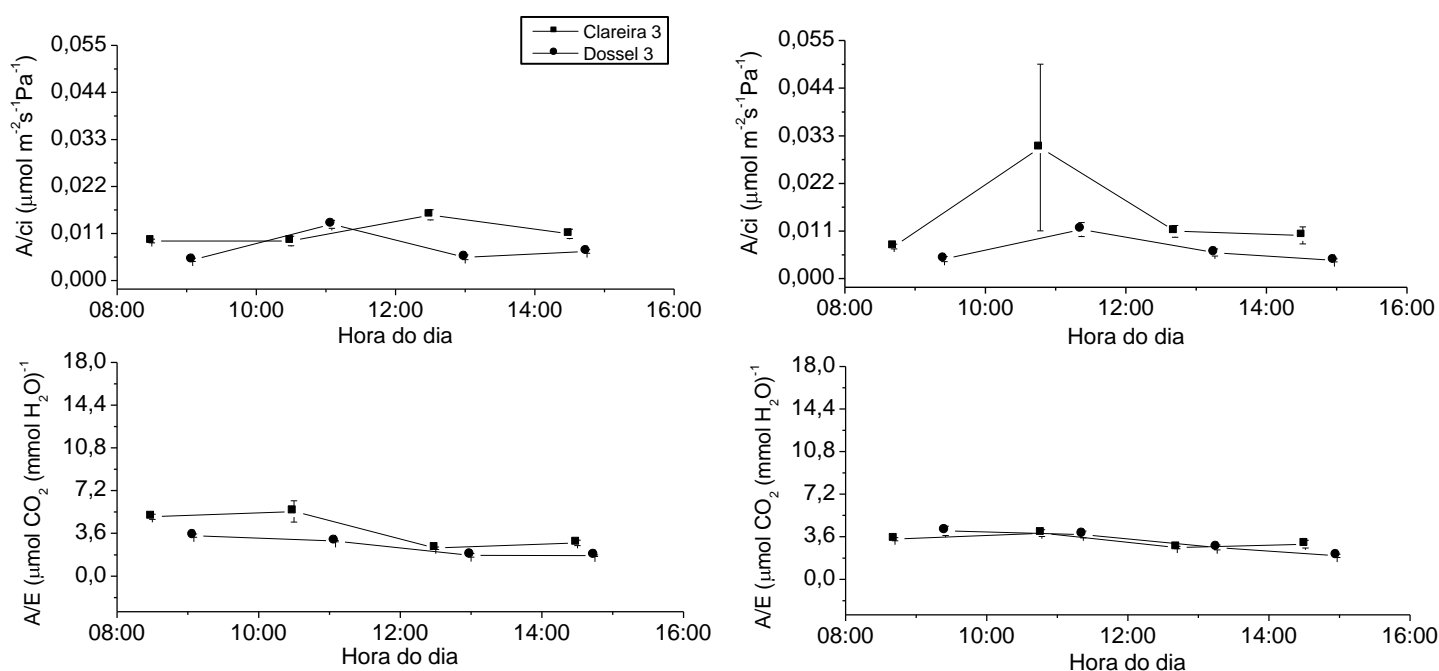 Clareira 3
Dossel 3
0,055
0,044
0,033
0,022
0,011
0,000
A/ci (μmol m⁻²s⁻¹Pa⁻¹)
08:00 10:00 12:00 14:00 16:00
Hora do dia
0,055
0,044
0,033
0,022
0,011
0,000
A/ci (μmol m⁻²s⁻¹Pa⁻¹)
08:00 10:00 12:00 14:00 16:00
Hora do dia
18,0
14,4
10,8
7,2
3,6
0,0
A/E (μmol CO₂ (mmol H₂O)⁻¹
08:00 10:00 12:00 14:00 16:00
Hora do dia
18,0
14,4
10,8
7,2
3,6
0,0
A/E (μmol CO₂ (mmol H₂O)⁻¹
08:00 10:00 12:00 14:00 16:00
Hora do dia